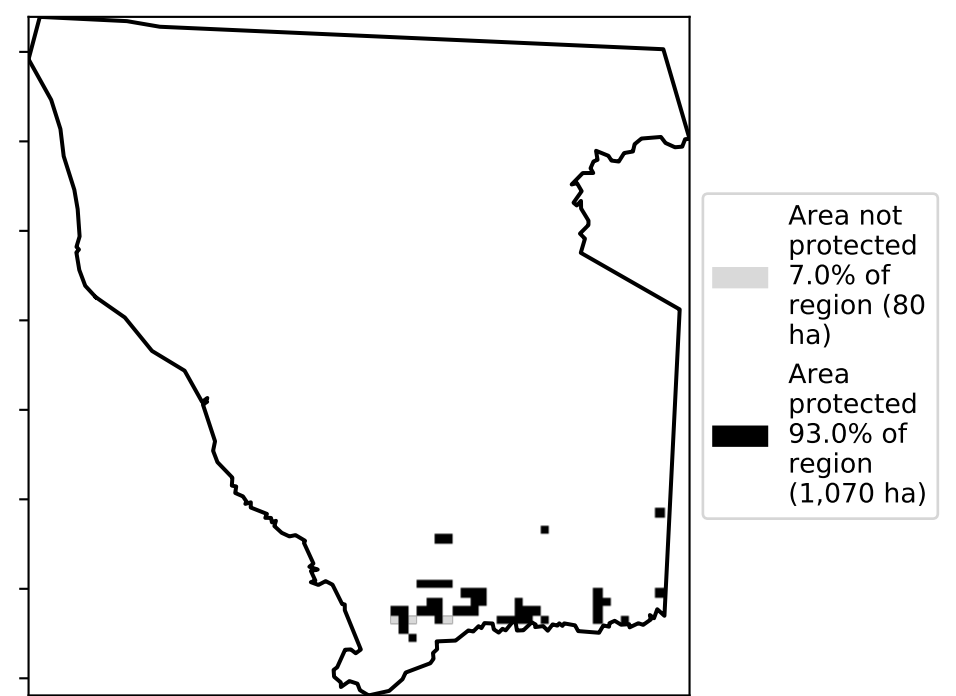 Area not
protected
7.0% of
region (80
ha)
Area
protected
93.0% of
region
(1,070 ha)